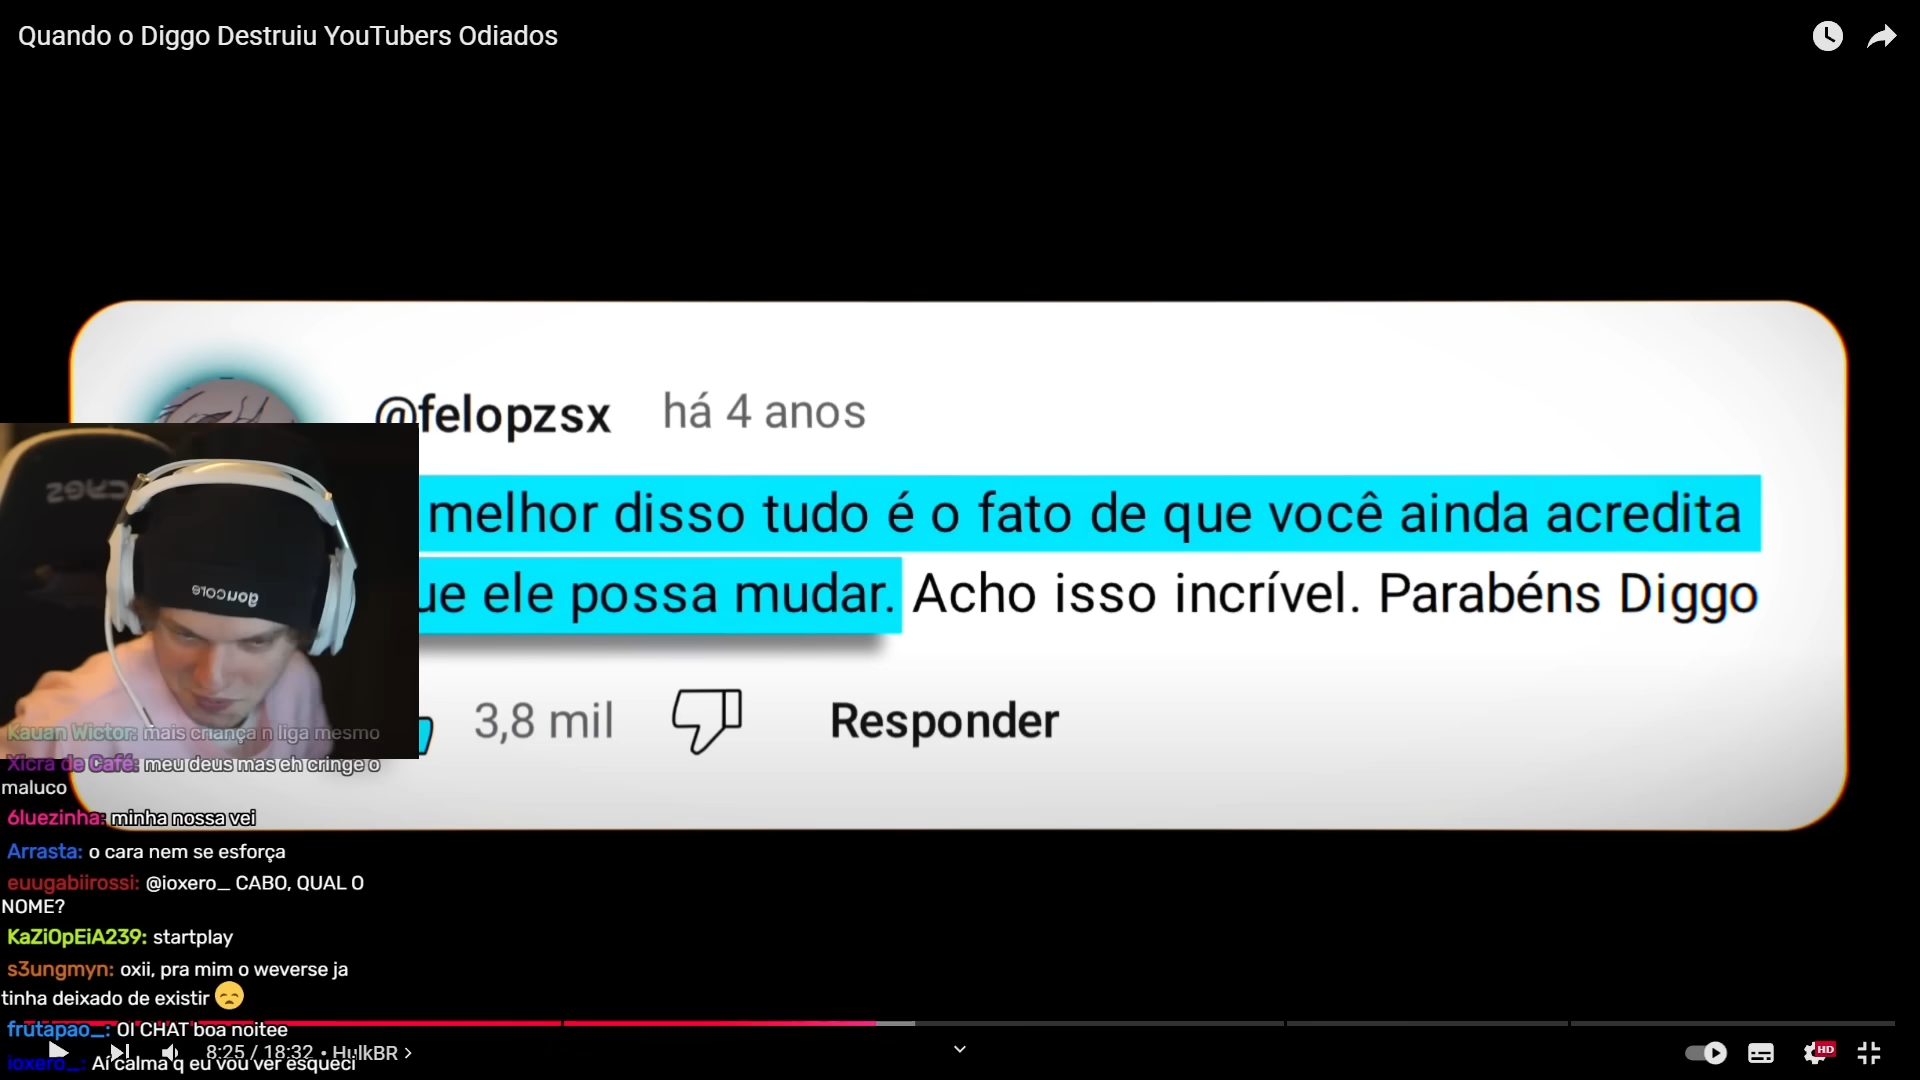 Quando o Diggo Destruiu YouTubers Odiados
@felopzsx há 4 anos
melhor disso tudo é o fato de que você ainda acredita
ue ele possa mudar. Acho isso incrível. Parabéns Diggo
3,8 mil Responder
goncore
Kauan Wictor: mais criança n liga mesmo
Xicra de Café: meu deus mas eh cringe o
maluco
6luezinha: minha nossa vei
Arrasta: o cara nem se esforça
euugabiirossi: @ioxero_ CABO, QUAL O
NOME?
KaZiOpEiA239: startplay
s3ungmyn: oxii, pra mim o weverse ja
tinha deixado de existir 😞
frutapao_: OI CHAT boa noitee
8:25 / 18:32 • HulkBR >
ioxero_: Aí calma q eu vou ver esqueci
HD